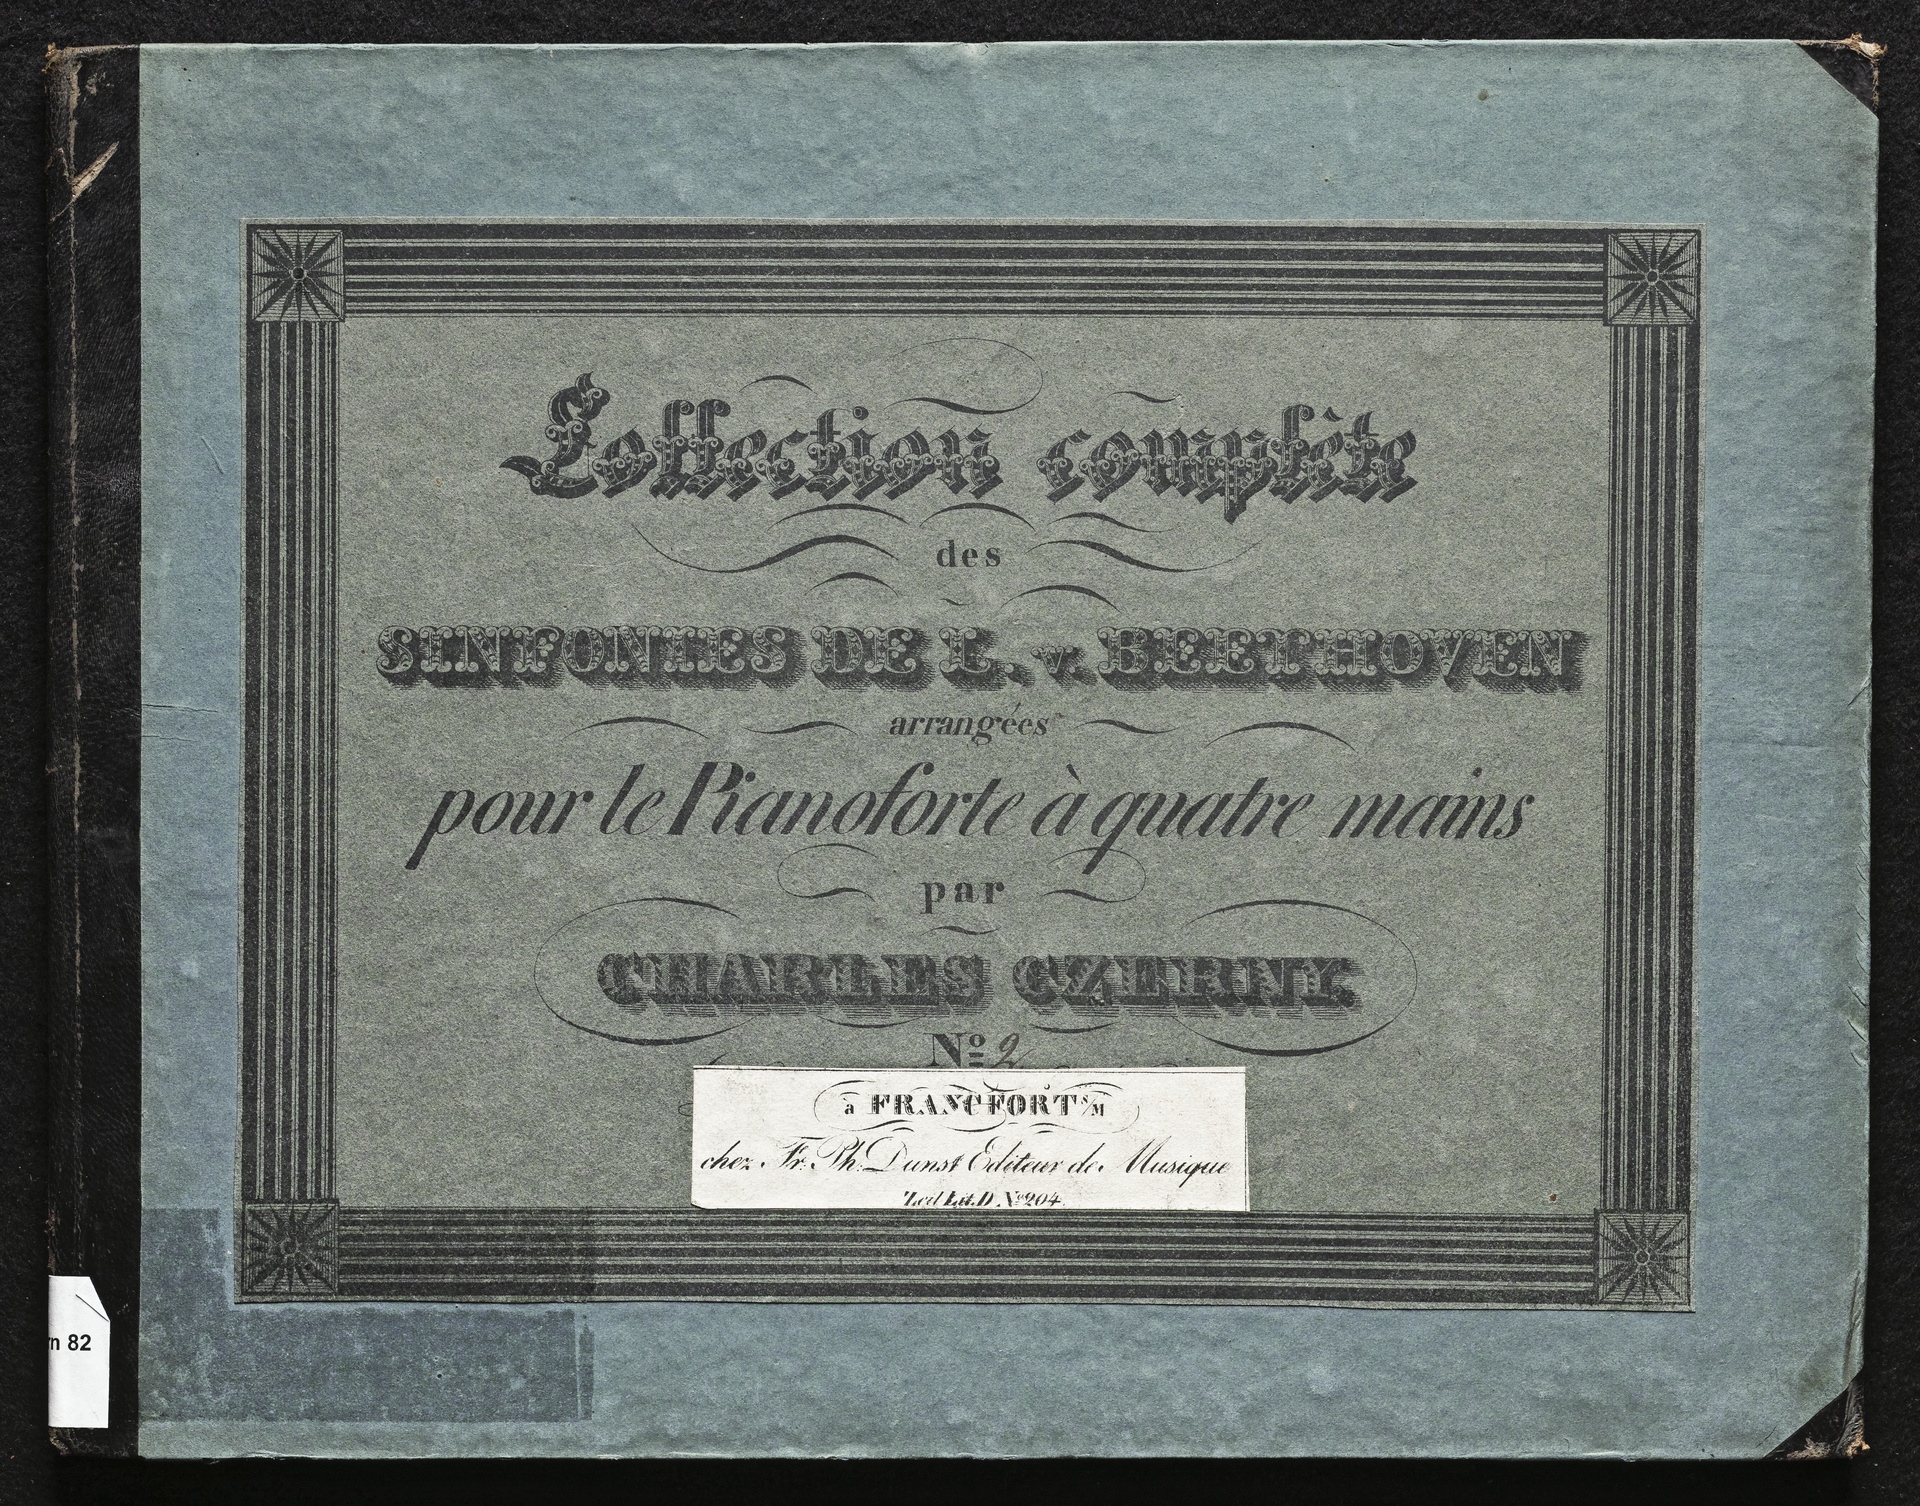 Collection complète
des
SINFONIES DE L. v. BEETHOVEN
arrangées
pour le Pianoforte à quatre mains
par
CHARLES CZERNY.
Nº 2
à FRANCFORT S/M
chez Fr. Ph. Dunst Editeur de Musique
Lit. D. Nº 204.
n 82